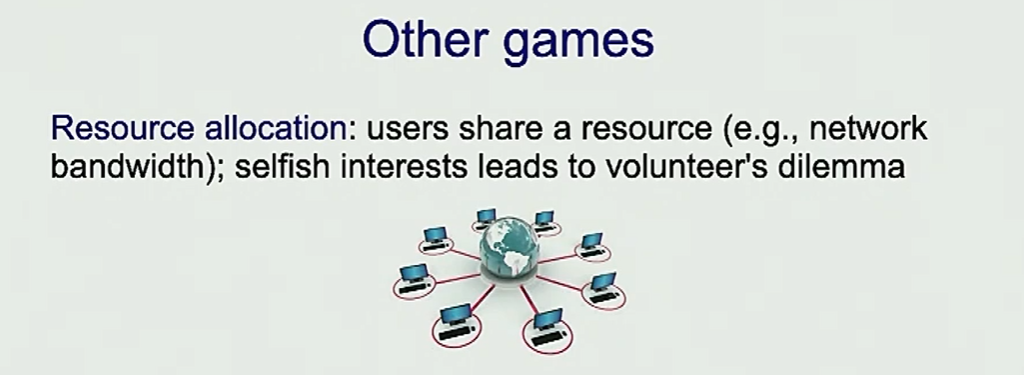 Other games
Resource allocation: users share a resource (e.g., network
bandwidth); selfish interests leads to volunteer's dilemma